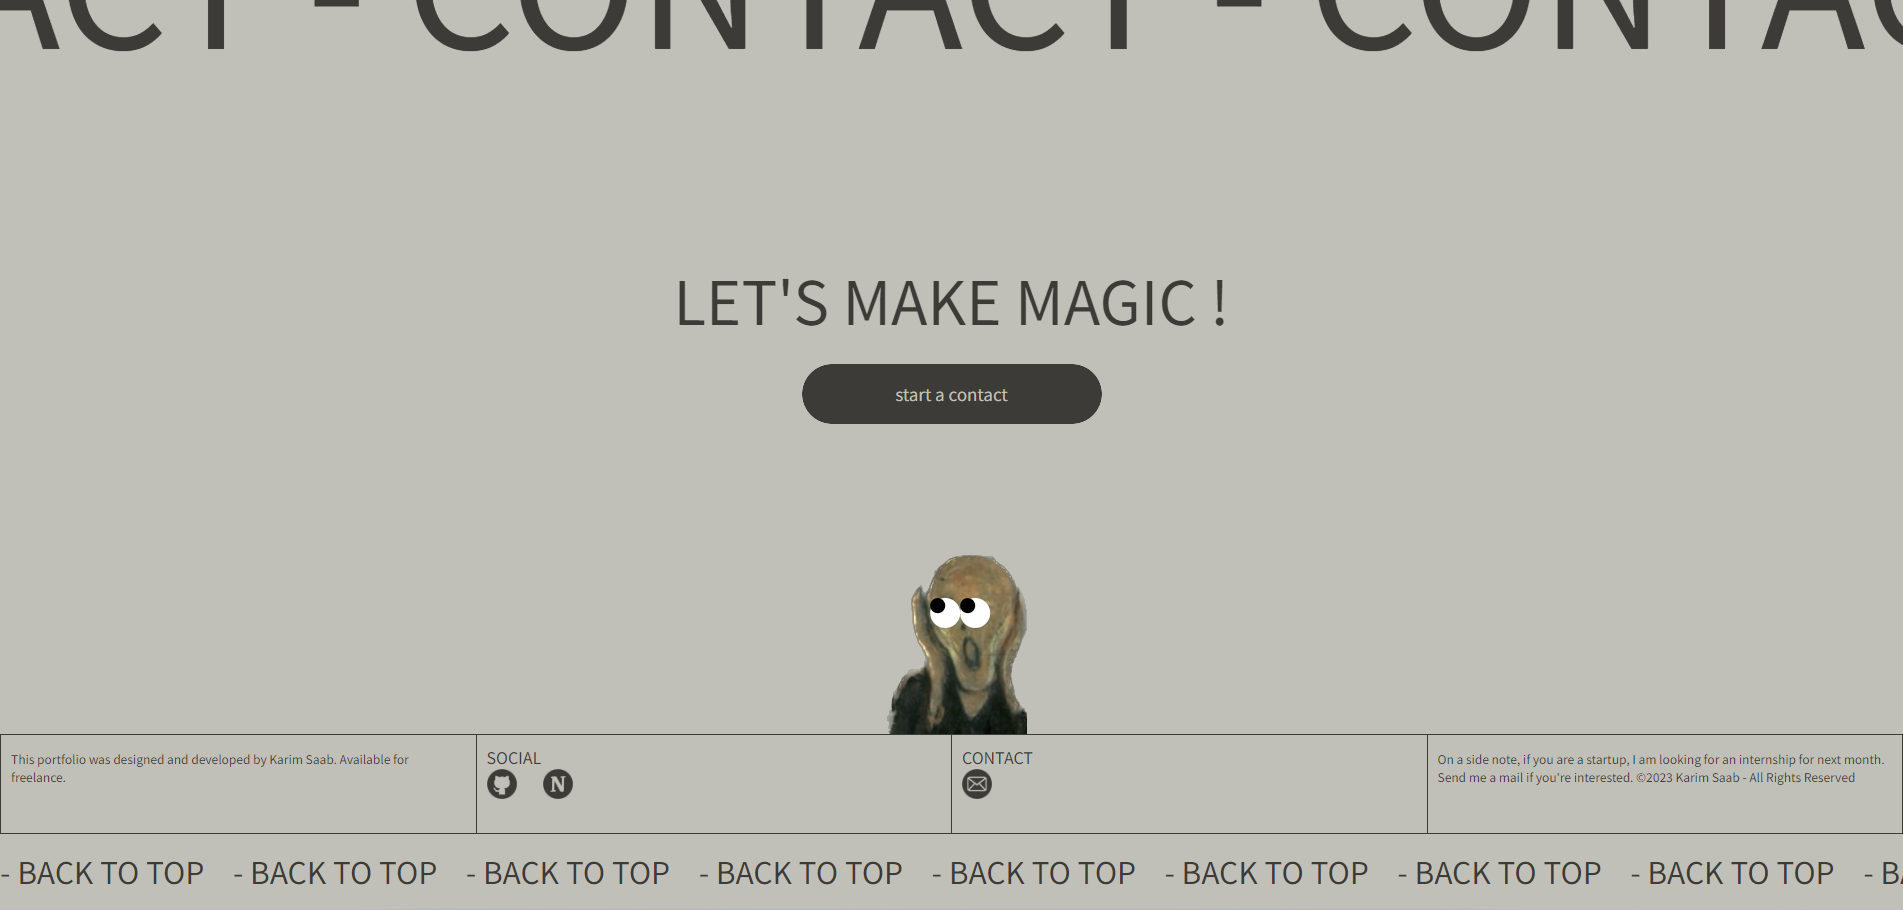 ACT - CONTACT - CONTAC
LET'S MAKE MAGIC !
start a contact
This portfolio was designed and developed by Karim Saab. Available for
freelance.
SOCIAL
N
CONTACT
On a side note, if you are a startup, I am looking for an internship for next month.
Send me a mail if you're interested. ©2023 Karim Saab - All Rights Reserved
- BACK TO TOP - BACK TO TOP - BACK TO TOP - BACK TO TOP - BACK TO TOP - BACK TO TOP - BACK TO TOP - BACK TO TOP - BA